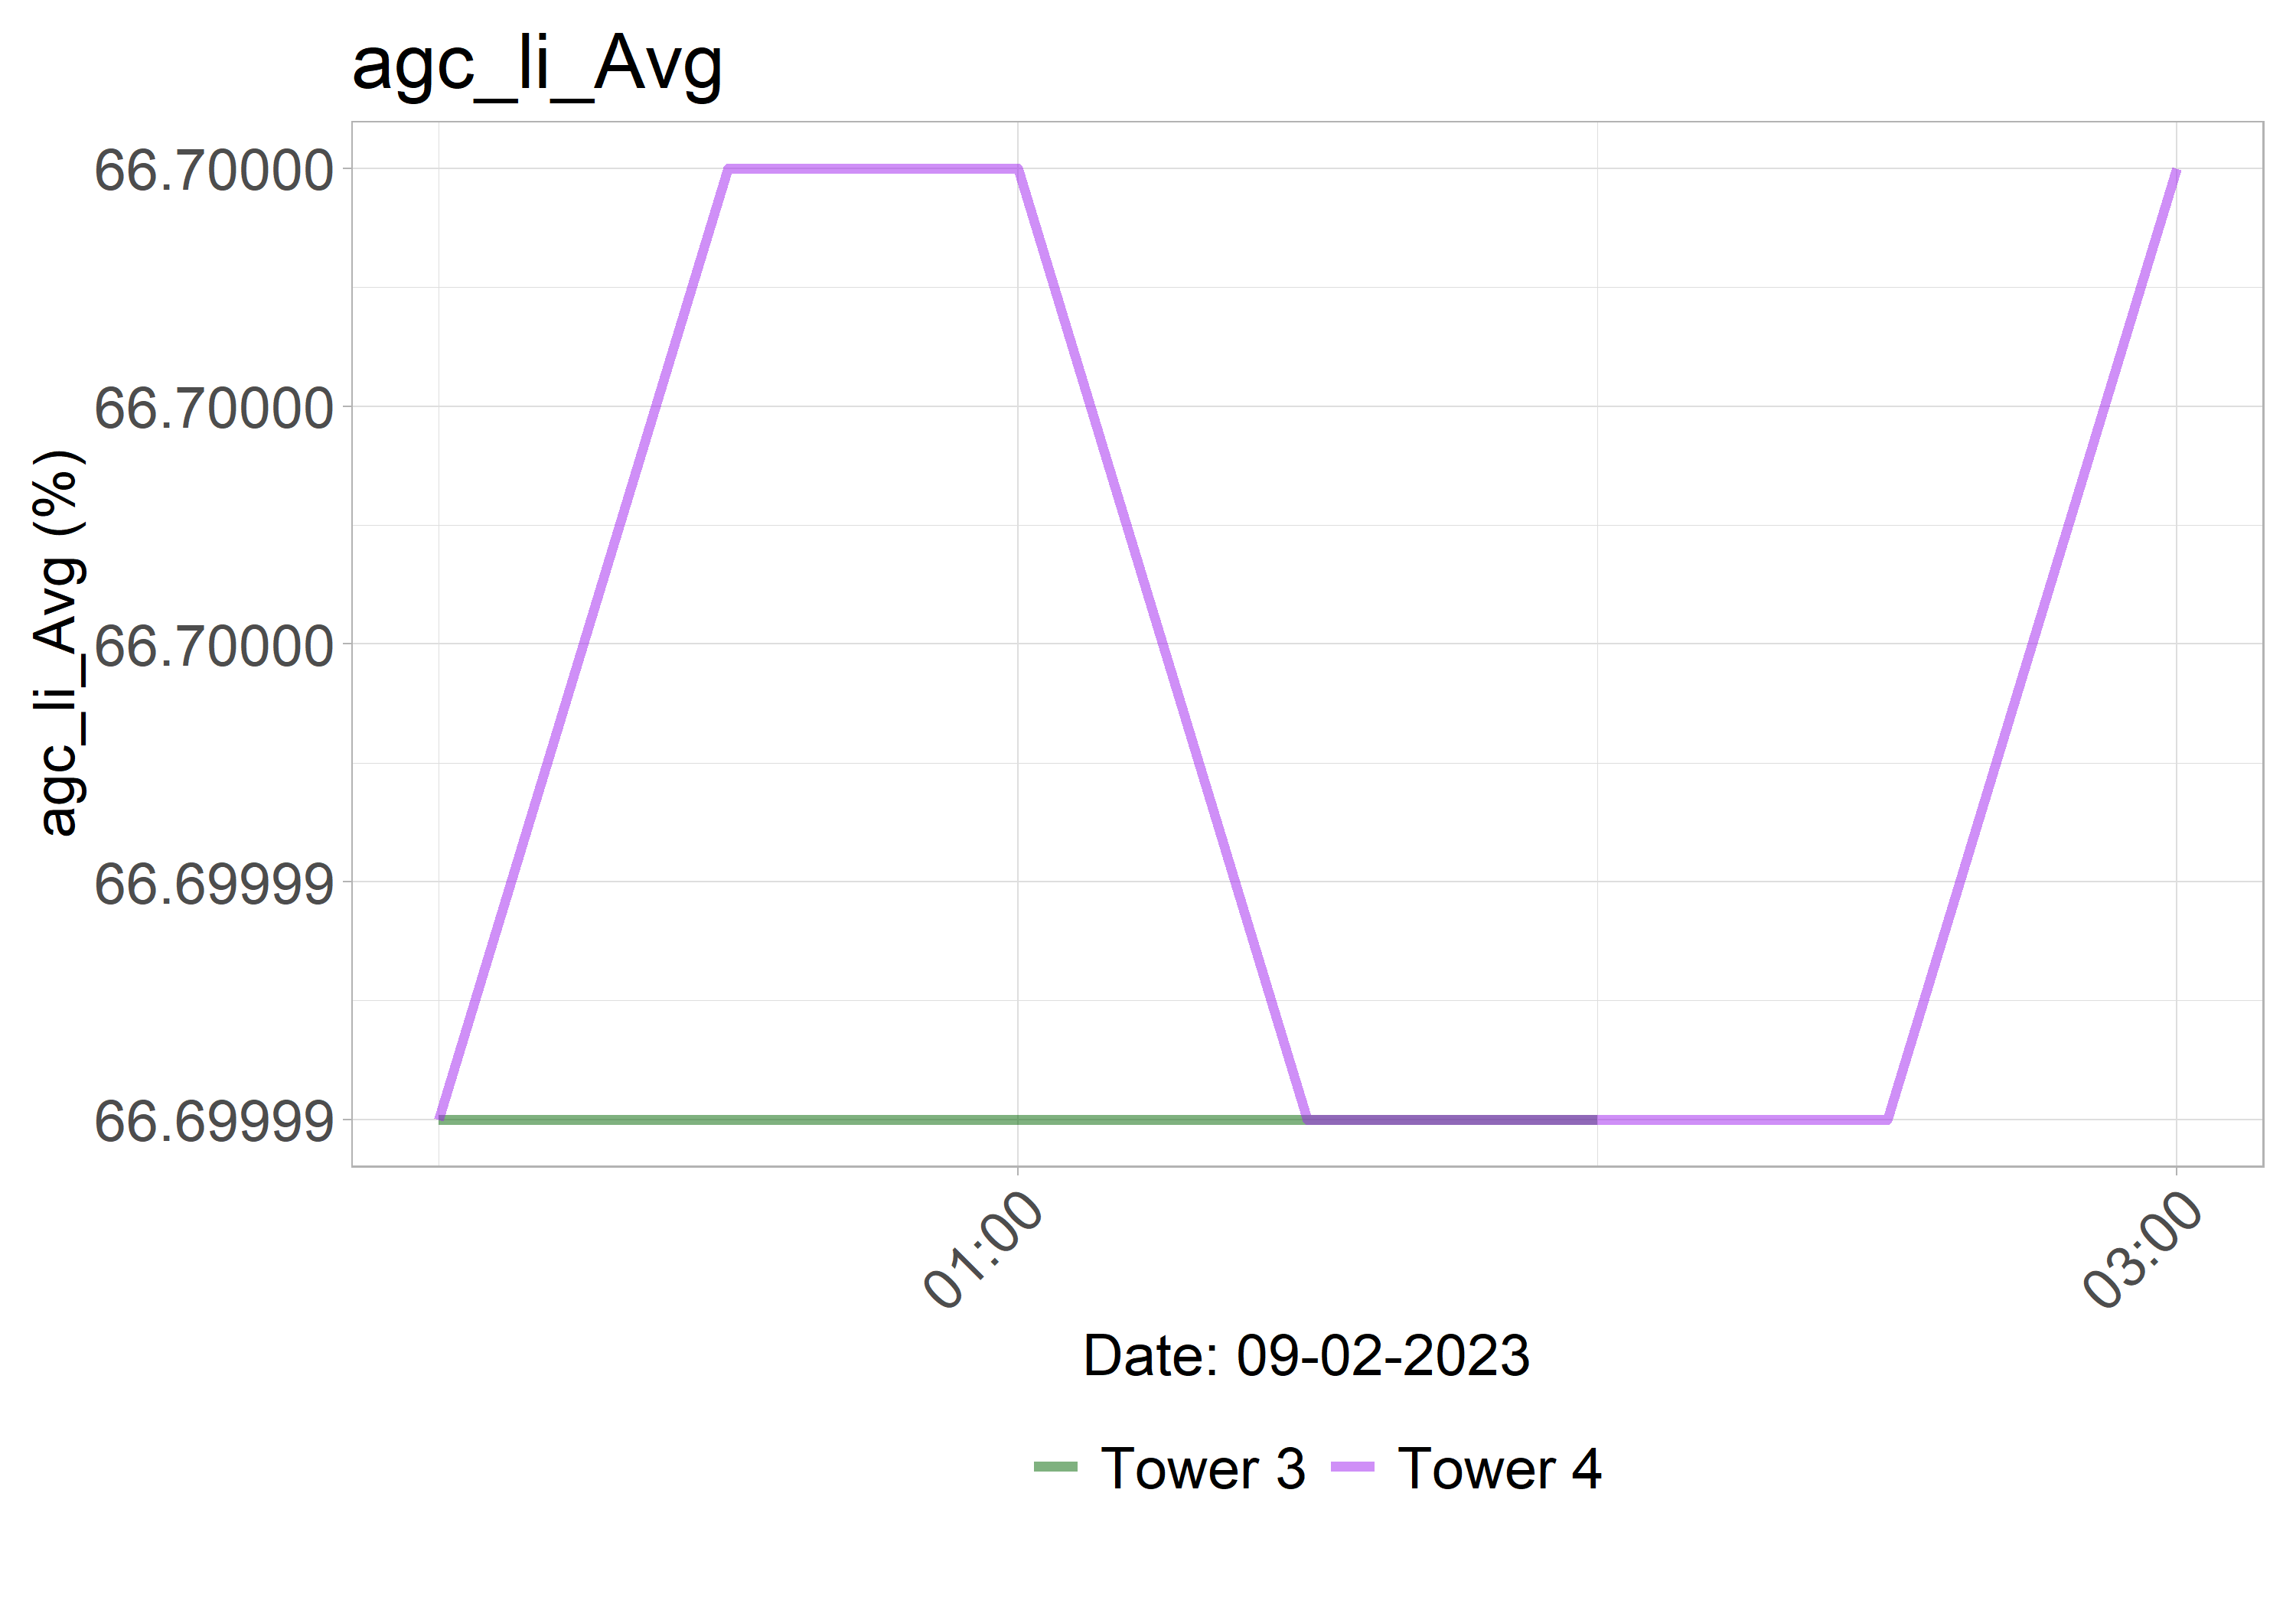 agc_li_Avg
agc_li_Avg (%)
66.70000
66.70000
66.70000
66.69999
66.69999
01:00
03:00
Date: 09-02-2023
Tower 3
Tower 4